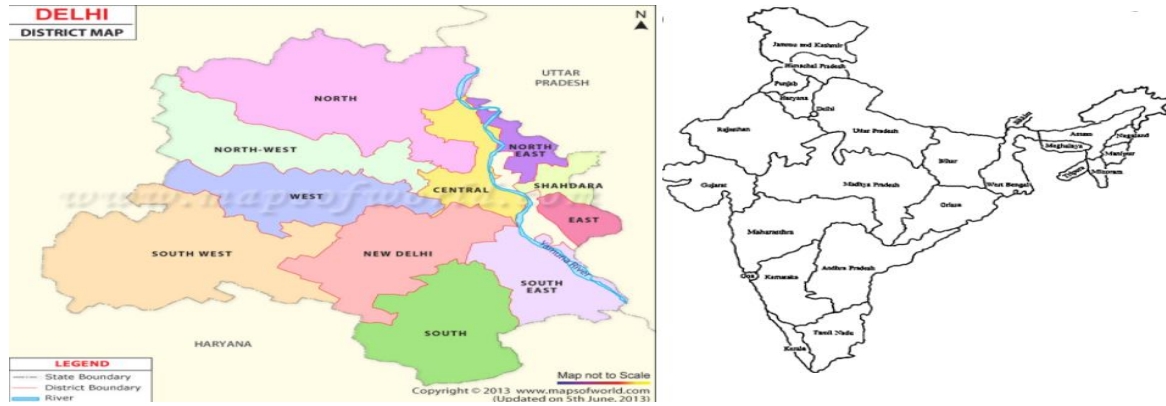 DELHI
DISTRICT MAP
N
UTTAR
PRADESH
NORTH
NORTH-WEST
NORTH
EAST
SHAHDARA
WEST
CENTRAL
www.mapsofworld.com
EAST
SOUTH WEST
NEW DELHI
Yamuna River
SOUTH
EAST
SOUTH
HARYANA
LEGEND
State Boundary
District Boundary
River
Map not to Scale
Copyright © 2013 www.mapsofworld.com
(Updated on 5th June, 2013)
Jammu and Kashmir
Himachal Pradesh
Punjab
Haryana
Delhi
Rajasthan
Uttar Pradesh
Sikkim
Assam
Nagaland
Meghalaya
Manipur
Bihar
Tripura
Mizoram
Gujarat
Madhya Pradesh
West Bengal
Orissa
Maharashtra
Goa
Karnataka
Andhra Pradesh
Tamil Nadu
Kerala